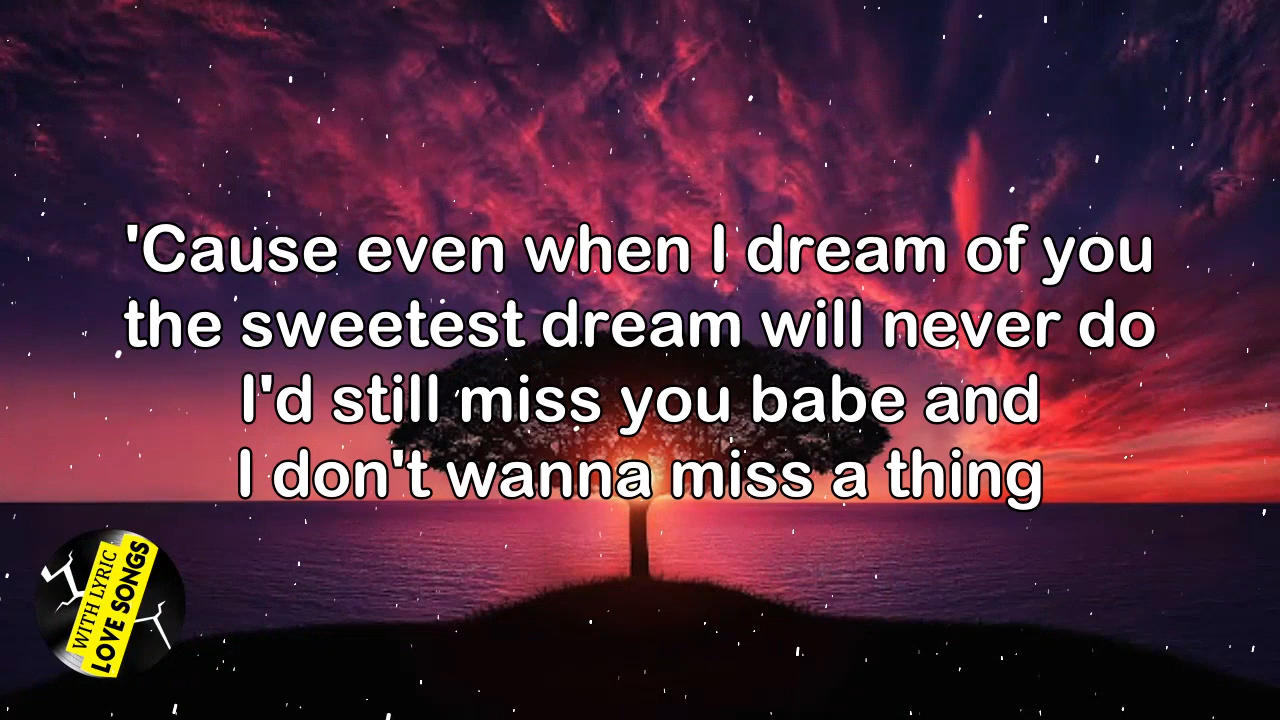 'Cause even when I dream of you
the sweetest dream will never do
I'd still miss you babe and
I don't wanna miss a thing
WITH LYRIC
LOVE SONGS